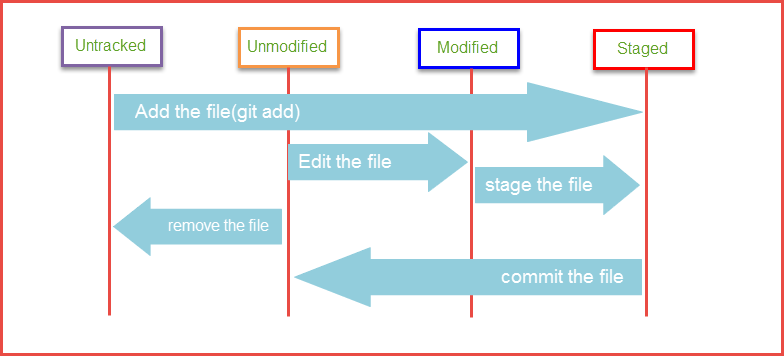 Untracked
Unmodified
Modified
Staged
Add the file(git add)
Edit the file
stage the file
remove the file
commit the file